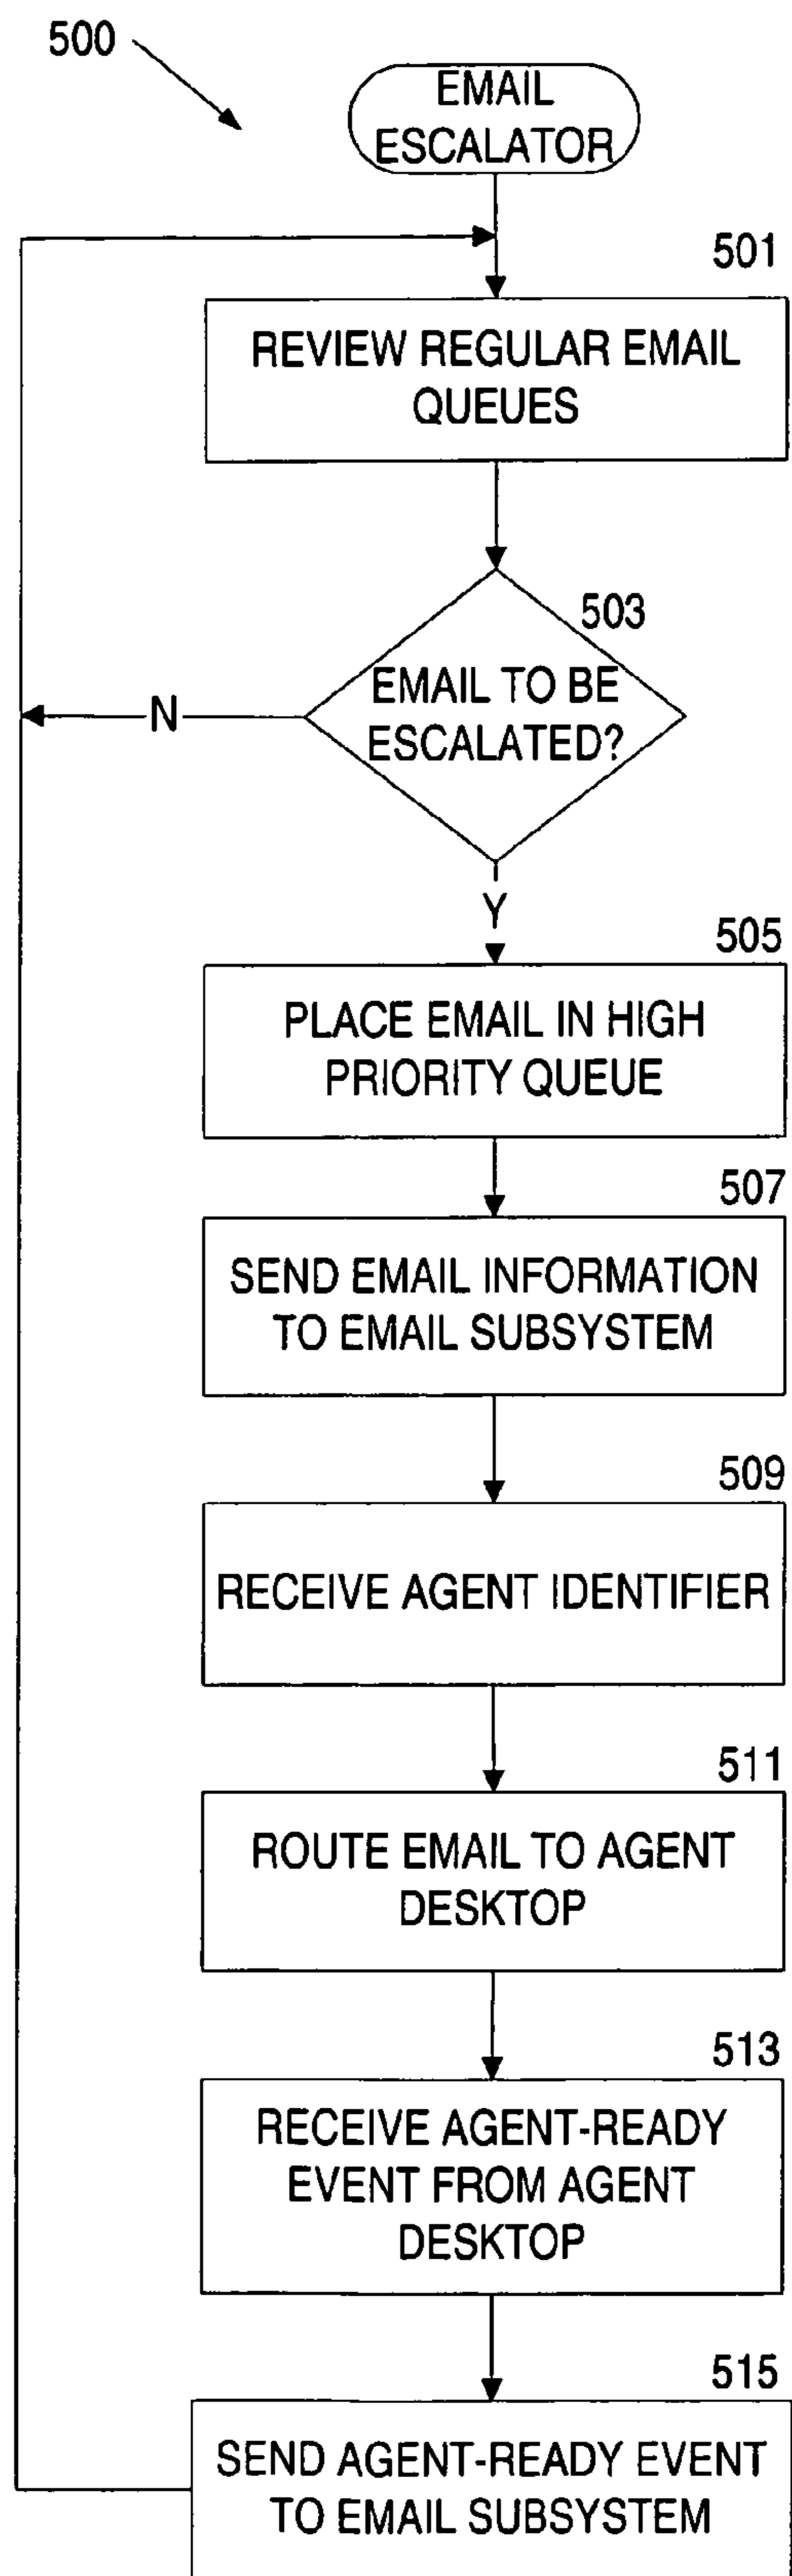 500
EMAIL
ESCALATOR
501
REVIEW REGULAR EMAIL
QUEUES
503
EMAIL TO BE
ESCALATED?
N
Y
505
PLACE EMAIL IN HIGH
PRIORITY QUEUE
507
SEND EMAIL INFORMATION
TO EMAIL SUBSYSTEM
509
RECEIVE AGENT IDENTIFIER
511
ROUTE EMAIL TO AGENT
DESKTOP
513
RECEIVE AGENT-READY
EVENT FROM AGENT
DESKTOP
515
SEND AGENT-READY EVENT
TO EMAIL SUBSYSTEM